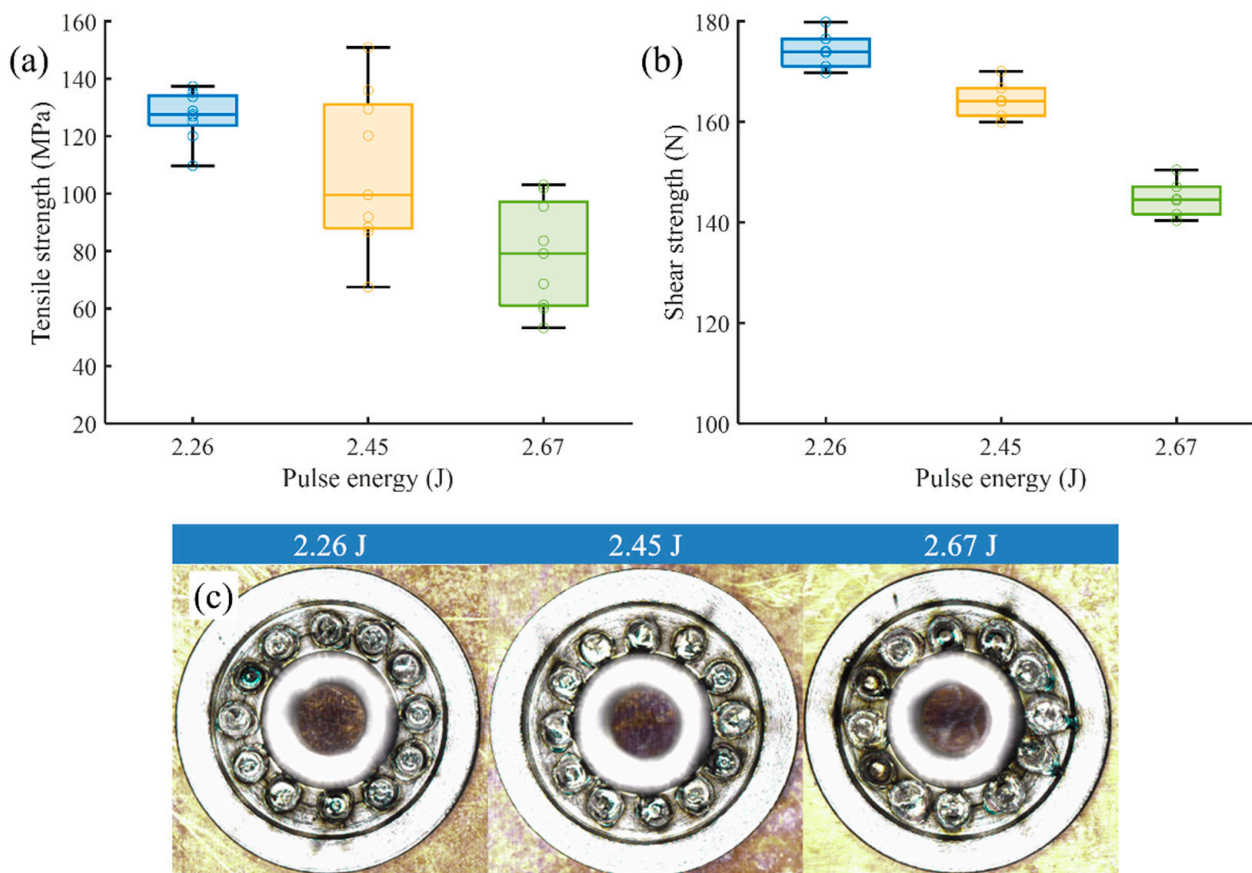 (a)
Tensile strength (MPa)
160
140
120
100
80
60
40
20
2.26 2.45 2.67
Pulse energy (J)
(b)
Shear strength (N)
180
160
140
120
100
2.26 2.45 2.67
Pulse energy (J)
2.26 J 2.45 J 2.67 J
(c)